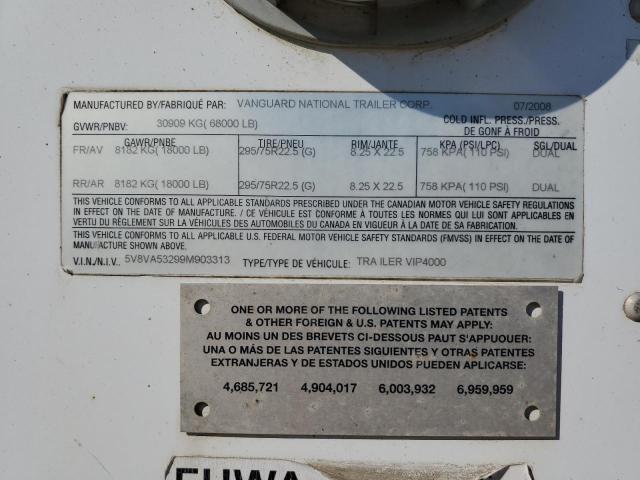 MANUFACTURED BY/FABRIQUÉ PAR: VANGUARD NATIONAL TRAILER CORP. 07/2008
GVWR/PNBV: 30909 KG( 68000 LB) COLD INFL. PRESS./PRESS. DE GONF À FROID
GAWR/PNBE TIRE/PNEU RIM/JANTE KPA (PSI/LPC) SGL/DUAL
FR/AV 8182 KG( 18000 LB) 295/75R22.5 (G) 8.25 X 22.5 758 KPA( 110 PSI) DUAL
RR/AR 8182 KG( 18000 LB) 295/75R22.5 (G) 8.25 X 22.5 758 KPA( 110 PSI) DUAL
THIS VEHICLE CONFORMS TO ALL APPLICABLE STANDARDS PRESCRIBED UNDER THE CANADIAN MOTOR VEHICLE SAFETY REGULATIONS
IN EFFECT ON THE DATE OF MANUFACTURE. / CE VÉHICULE EST CONFORME À TOUTES LES NORMES QUI LUI SONT APPLICABLES EN
VERTU DU RÈGLEMENT SUR LA SÉCURITÉ DES VÉHICULES DES AUTOMOBILES DU CANADA EN VIGUEUR À LA DATE DE SA FABRICATION.
THIS VEHICLE CONFORMS TO ALL APPLICABLE U.S. FEDERAL MOTOR VEHICLE SAFETY STANDARDS (FMVSS) IN EFFECT ON THE DATE OF
MANUFACTURE SHOWN ABOVE.
V.I.N./N.I.V.. 5V8VA53299M903313 TYPE/TYPE DE VÉHICULE: TRAILER VIP4000
ONE OR MORE OF THE FOLLOWING LISTED PATENTS
& OTHER FOREIGN & U.S. PATENTS MAY APPLY:
AU MOINS UN DES BREVETS CI-DESSOUS PAUT S'APPUOUER:
UNA O MÁS DE LAS PATENTES SIGUIENTES Y OTRAS PATENTES
EXTRANJERAS Y DE ESTADOS UNIDOS PUEDEN APLICARSE:
4,685,721 4,904,017 6,003,932 6,959,959
FUWA